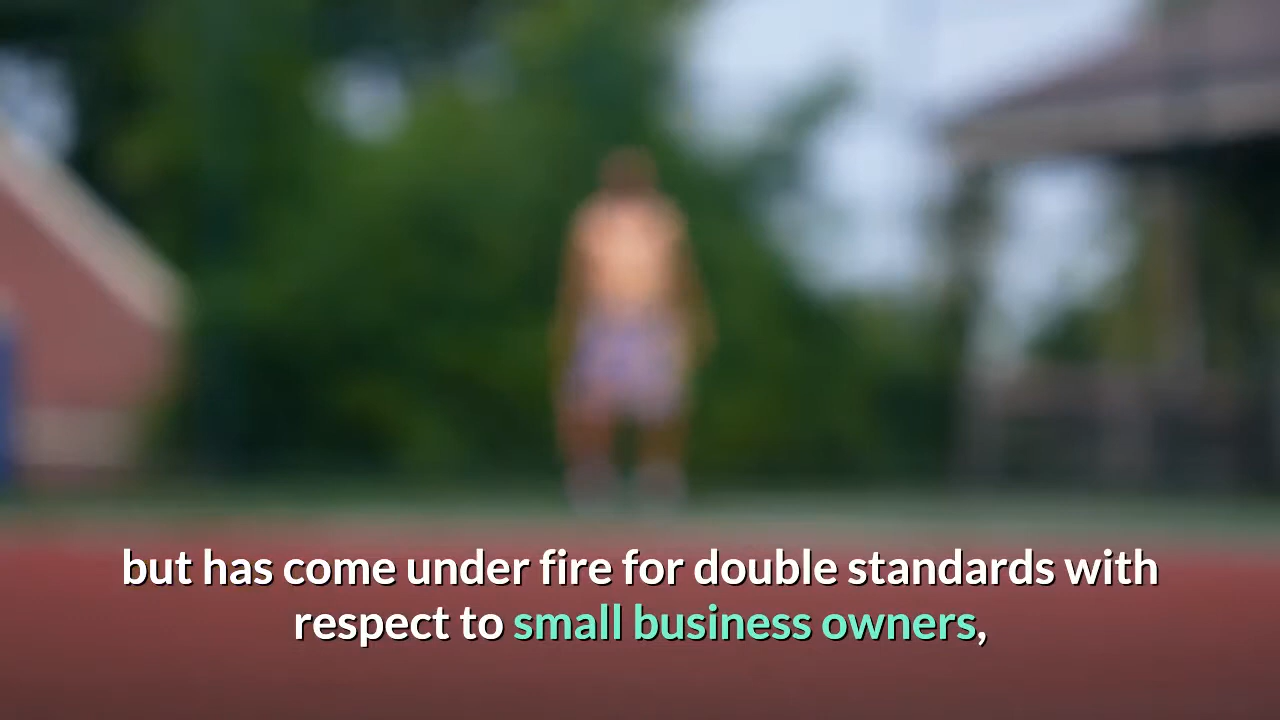 but has come under fire for double standards with
respect to small business owners,